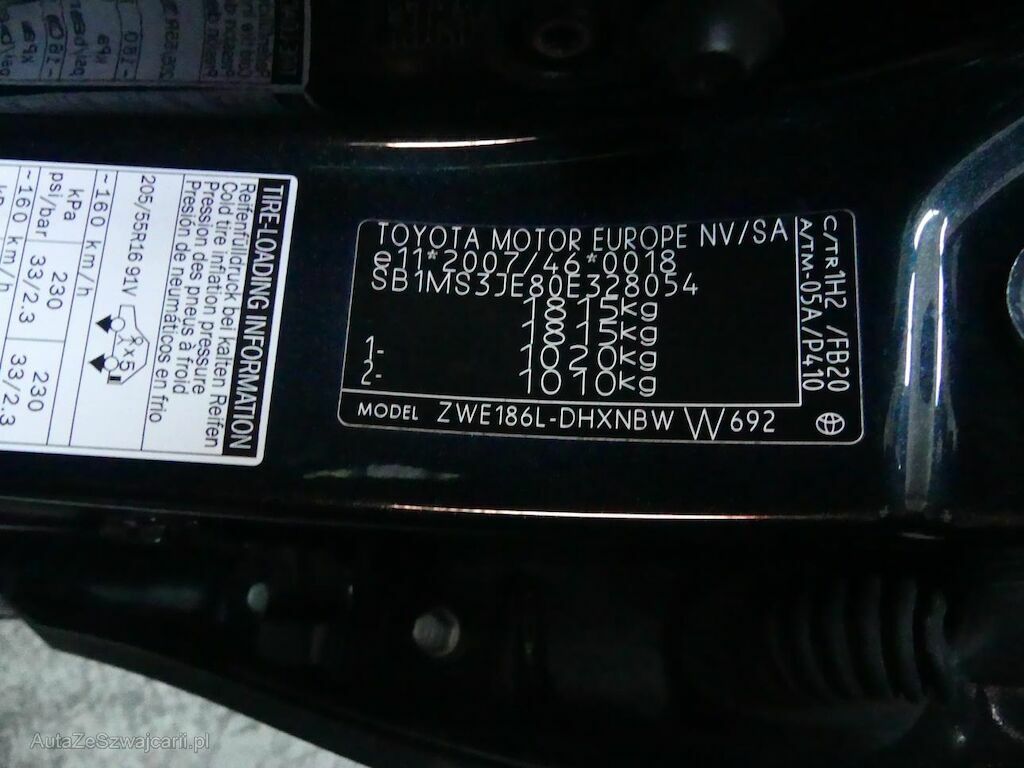 TOYOTA MOTOR EUROPE NV/SA
e11*2007/46*0018
SB1MS3JE80E328054
1815kg
1815kg
1- 1020kg
2- 1010kg
C/TR 1H2 /FB20
A/TM-05A/P410
MODEL ZWE186L-DHXNBW W692
TIRE-LOADING INFORMATION
Reifenfülldruck bei kalten Reifen
Cold tire inflation pressure
Pression des pneus à froid
Presión de neumáticos en frio
x5
205/55R16 91V
~160 km/h
kPa 230 230
psi/bar 33/2.3 33/2.3
~160 km/h
AutaZeSzwajcarii.pl